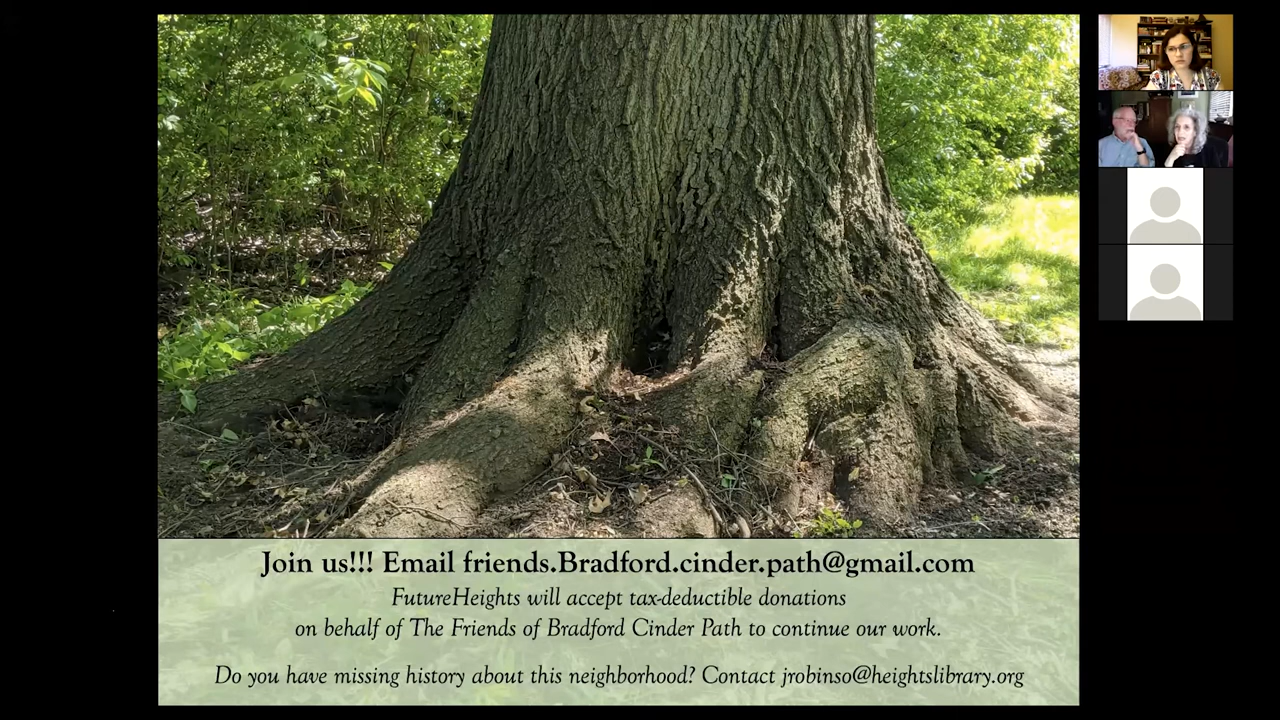 Join us!!! Email friends.Bradford.cinder.path@gmail.com
FutureHeights will accept tax-deductible donations
on behalf of The Friends of Bradford Cinder Path to continue our work.
Do you have missing history about this neighborhood? Contact jrobinso@heightslibrary.org